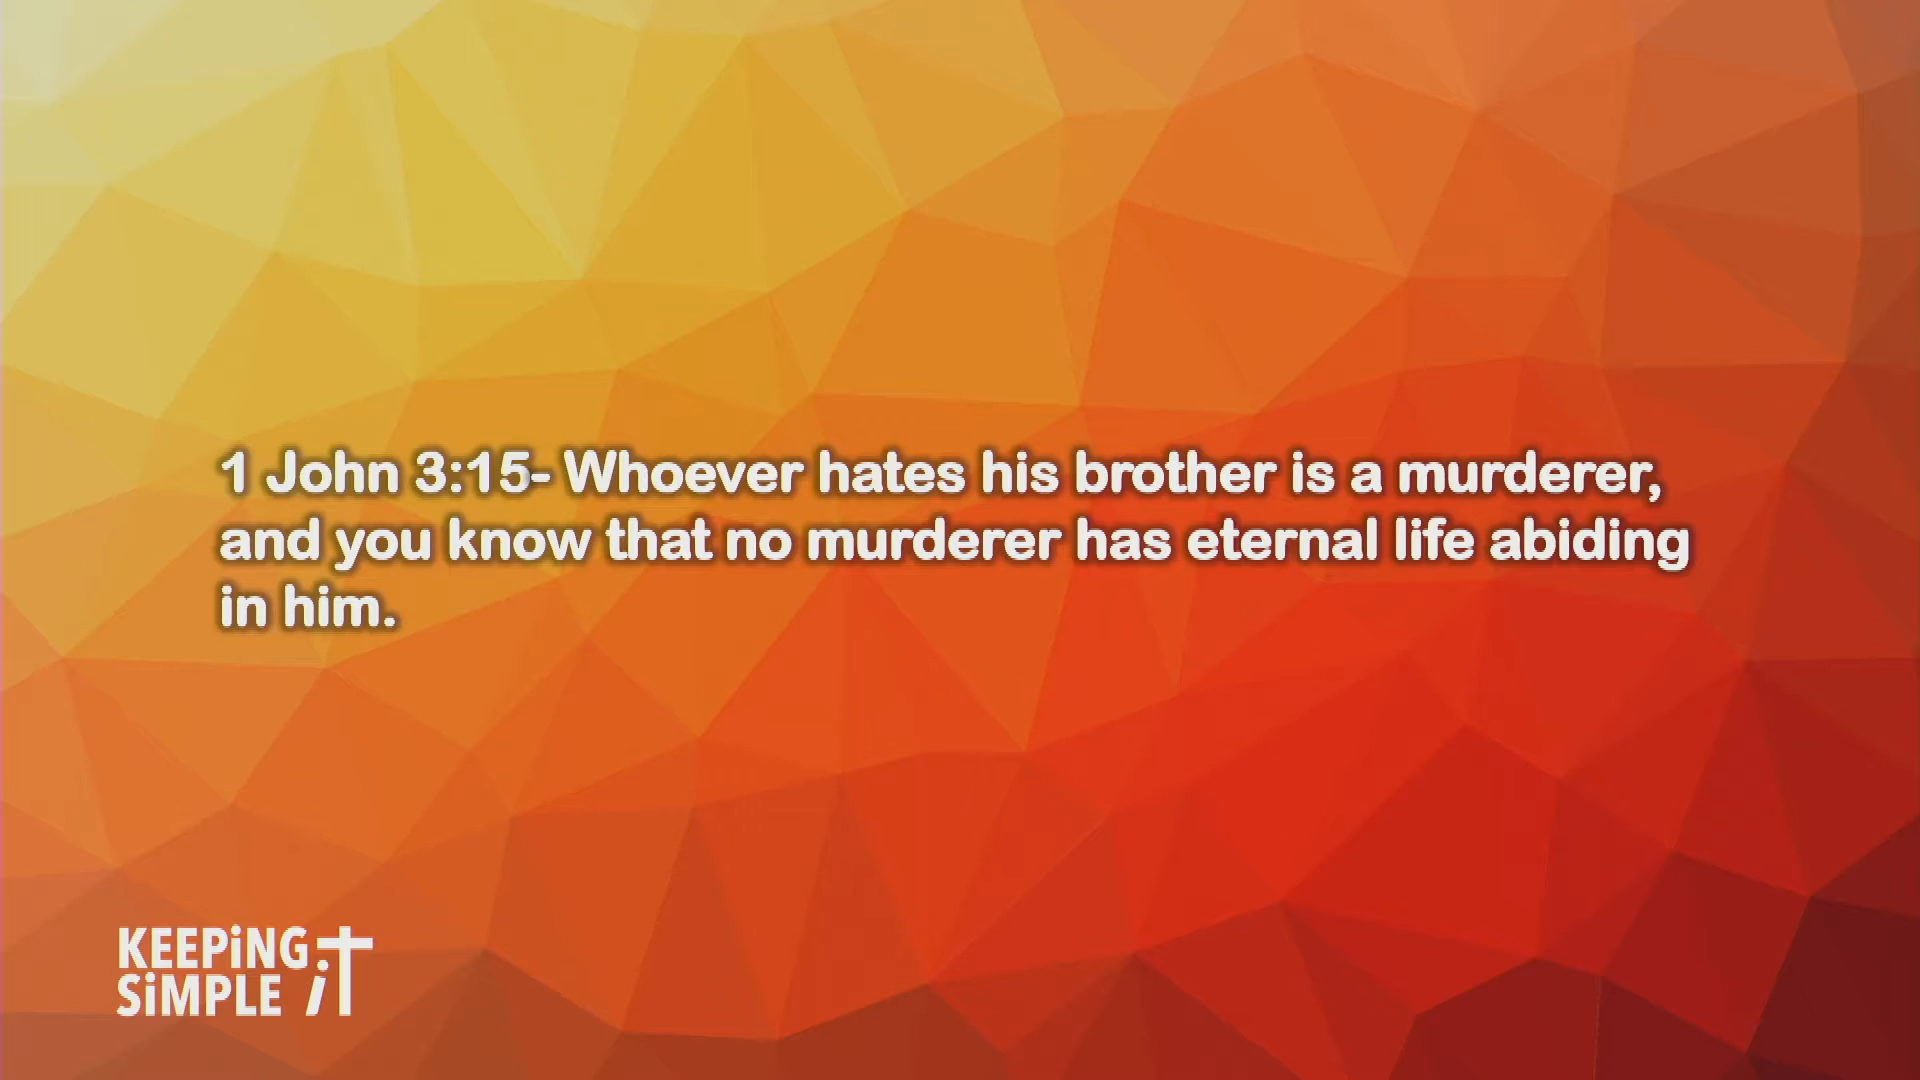 1 John 3:15- Whoever hates his brother is a murderer,
and you know that no murderer has eternal life abiding
in him.
KEEPiNG iT
SiMPLE